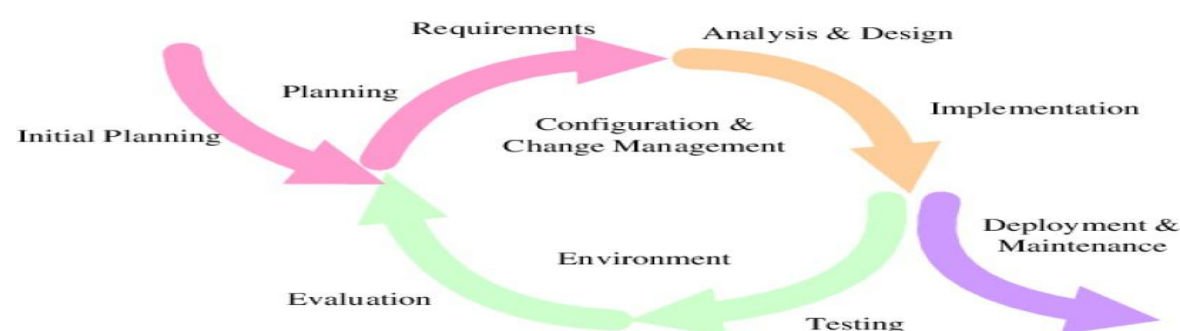 Requirements
Analysis & Design
Planning
Implementation
Initial Planning
Configuration &
Change Management
Deployment &
Maintenance
Environment
Evaluation
Testing